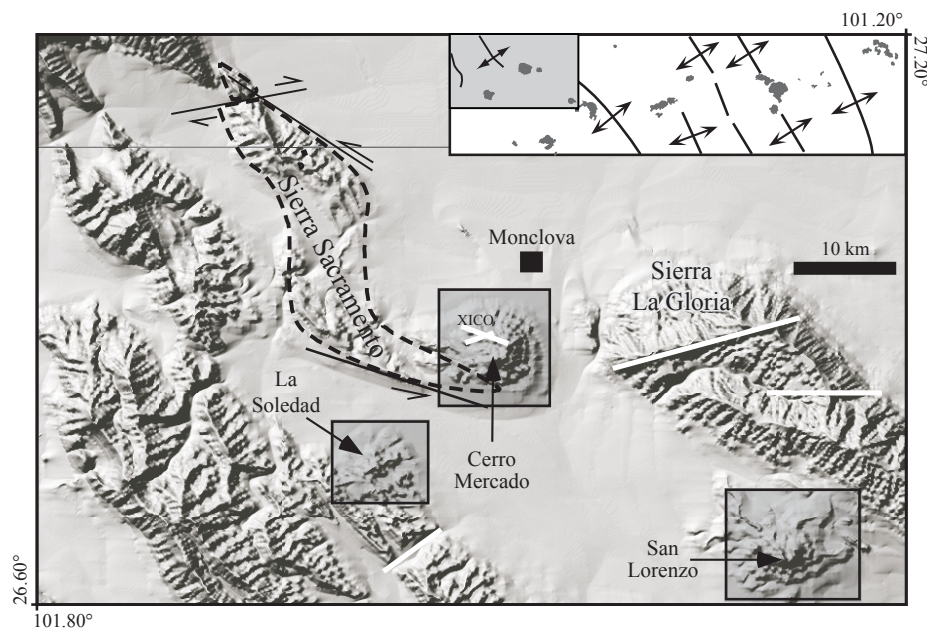 101.20°
27.20°
Monclova
10 km
Sierra
La Gloria
Sierra Sacramento
XICO
La
Soledad
Cerro
Mercado
San
Lorenzo
26.60°
101.80°